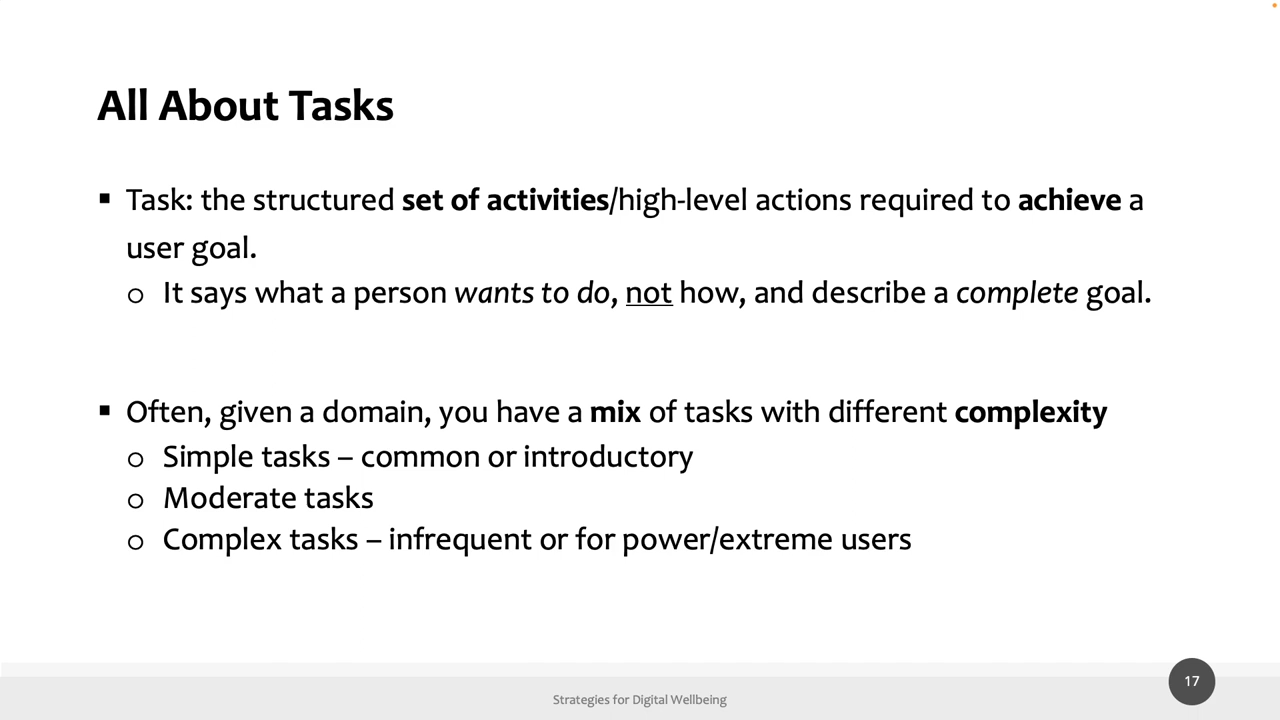 All About Tasks
▪ Task: the structured set of activities/high-level actions required to achieve a
user goal.
o It says what a person wants to do, not how, and describe a complete goal.
▪ Often, given a domain, you have a mix of tasks with different complexity
o Simple tasks – common or introductory
o Moderate tasks
o Complex tasks – infrequent or for power/extreme users
Strategies for Digital Wellbeing
17